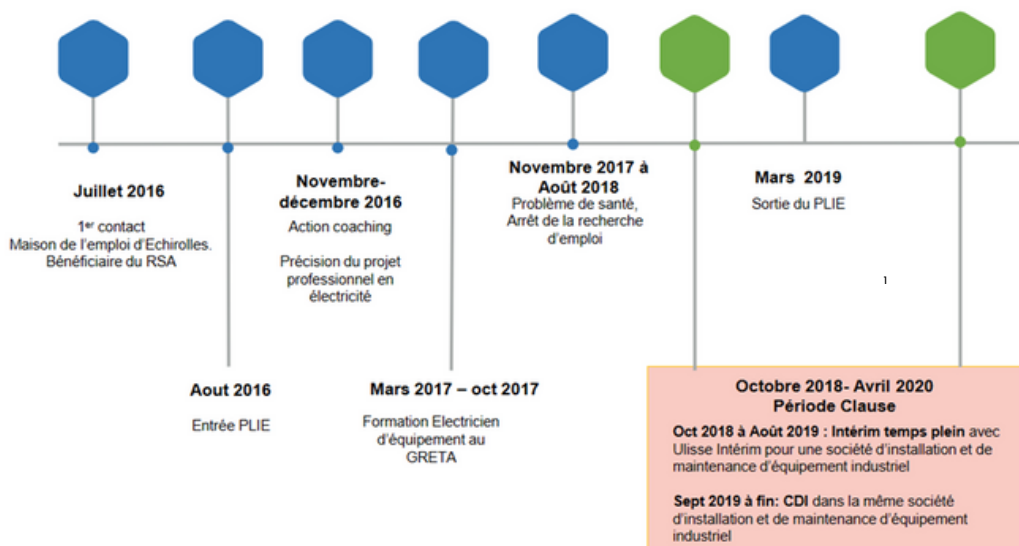 Juillet 2016
1er contact
Maison de l'emploi d'Echirolles.
Bénéficiaire du RSA
Aout 2016
Entrée PLIE
Novembre-
décembre 2016
Action coaching
Précision du projet
professionnel en
électricité
Mars 2017 – oct 2017
Formation Electricien
d'équipement au
GRETA
Novembre 2017 à
Août 2018
Problème de santé,
Arrêt de la recherche
d'emploi
Mars 2019
Sortie du PLIE
1
Octobre 2018- Avril 2020
Période Clause
Oct 2018 à Août 2019 : Intérim temps plein avec
Ulisse Intérim pour une société d'installation et de
maintenance d'équipement industriel
Sept 2019 à fin: CDI dans la même société
d'installation et de maintenance d'équipement
industriel